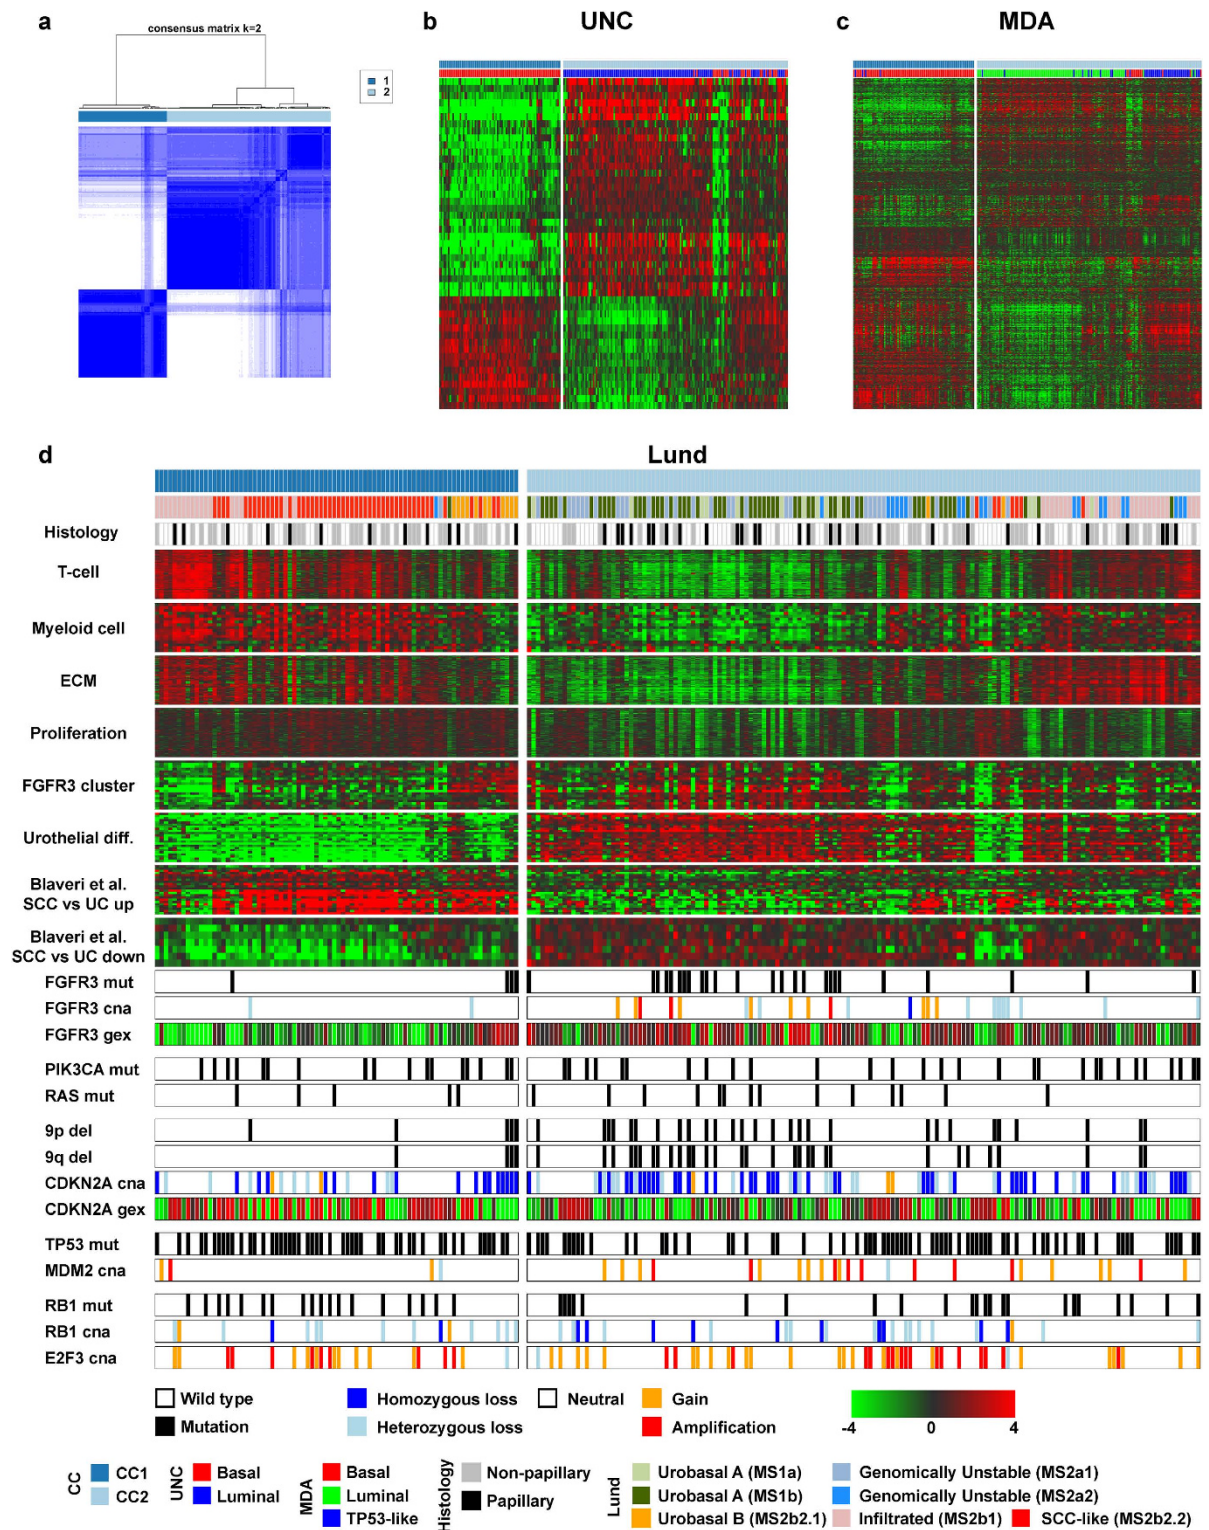 a
consensus matrix k=2
1
2
b
UNC
c
MDA
d
Lund
Histology
T-cell
Myeloid cell
ECM
Proliferation
FGFR3 cluster
Urothelial diff.
Blaveri et al.
SCC vs UC up
Blaveri et al.
SCC vs UC down
FGFR3 mut
FGFR3 cna
FGFR3 gex
PIK3CA mut
RAS mut
9p del
9q del
CDKN2A cna
CDKN2A gex
TP53 mut
MDM2 cna
RB1 mut
RB1 cna
E2F3 cna
Wild type
Mutation
Homozygous loss
Heterozygous loss
Neutral
Gain
Amplification
-4 0 4
CC
CC1
CC2
UNC
Basal
Luminal
MDA
Basal
Luminal
TP53-like
Histology
Non-papillary
Papillary
Lund
Urobasal A (MS1a)
Urobasal A (MS1b)
Urobasal B (MS2b2.1)
Genomically Unstable (MS2a1)
Genomically Unstable (MS2a2)
Infiltrated (MS2b1)
SCC-like (MS2b2.2)